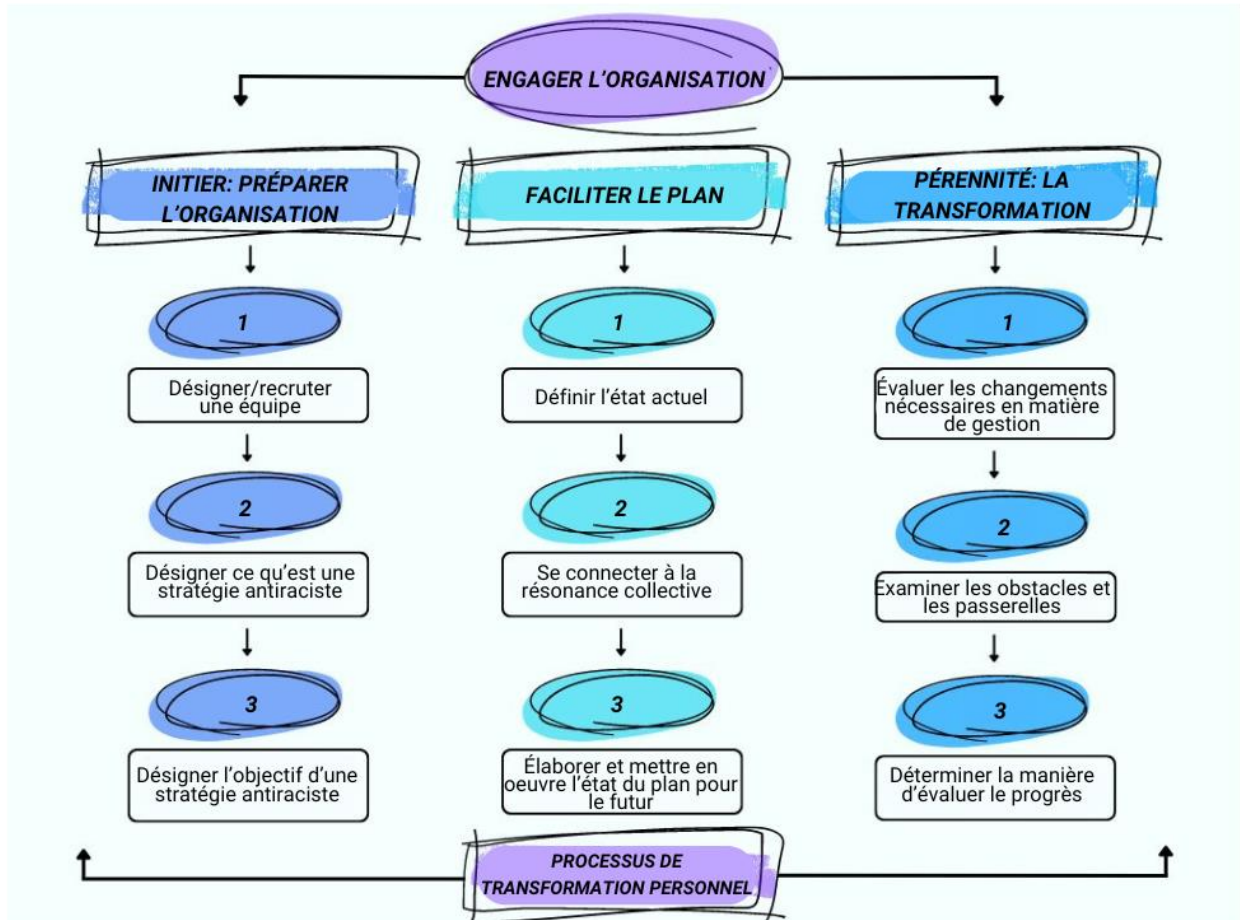 ENGAGER L'ORGANISATION
INITIER: PRÉPARER
L'ORGANISATION
1
Désigner/recruter
une équipe
2
Désigner ce qu'est une
stratégie antiraciste
3
Désigner l'objectif d'une
stratégie antiraciste
FACILITER LE PLAN
1
Définir l'état actuel
2
Se connecter à la
résonance collective
3
Élaborer et mettre en
oeuvre l'état du plan pour
le futur
PÉRENNITÉ: LA
TRANSFORMATION
1
Évaluer les changements
nécessaires en matière
de gestion
2
Examiner les obstacles et
les passerelles
3
Déterminer la manière
d'évaluer le progrès
PROCESSUS DE
TRANSFORMATION PERSONNEL